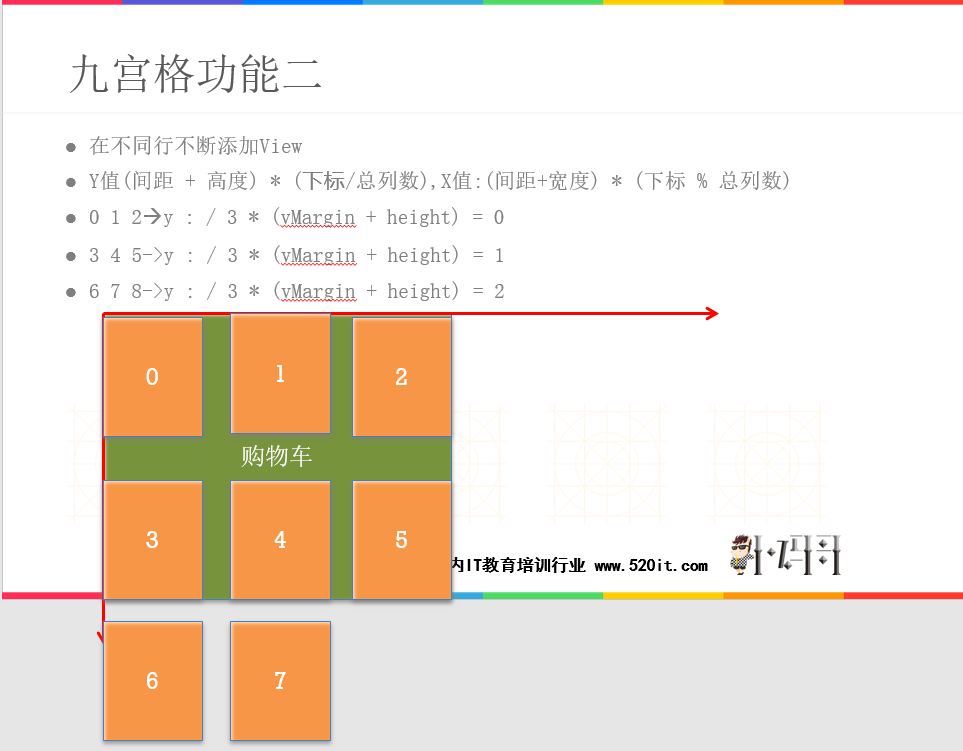 九宫格功能二
● 在不同行不断添加View
● Y值(间距 + 高度) * (下标/总列数),X值:(间距+宽度) * (下标 % 总列数)
● 0 1 2→y : / 3 * (vMargin + height) = 0
● 3 4 5->y : / 3 * (vMargin + height) = 1
● 6 7 8->y : / 3 * (vMargin + height) = 2
0 1 2
购物车
3 4 5
内IT教育培训行业 www.520it.com
小码哥
6 7